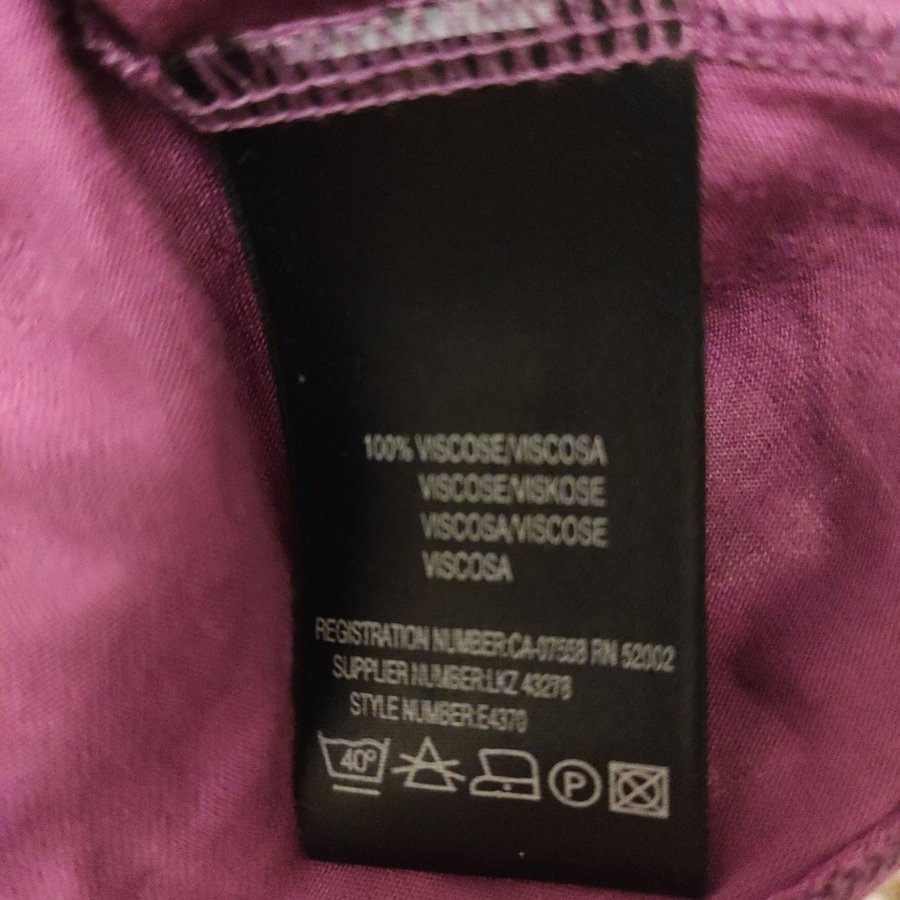 100% VISCOSE/VISCOSA
VISCOSE/VISKOSE
VISCOSA/VISCOSE
VISCOSA
REGISTRATION NUMBER:CA-07558 RN 52002
SUPPLIER NUMBER:LKZ 43278
STYLE NUMBER:E4370
40°
P